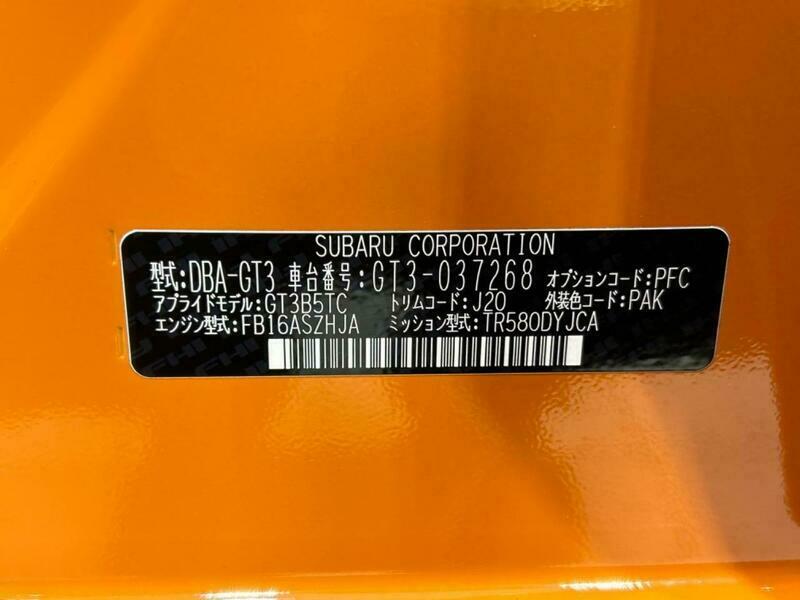 SUBARU CORPORATION
型式:DBA-GT3 車台番号:GT3-037268 オプションコード:PFC
アプライドモデル:GT3B5TC トリムコード:J20 外装色コード:PAK
エンジン型式:FB16ASZHJA ミッション型式:TR580DYJCA